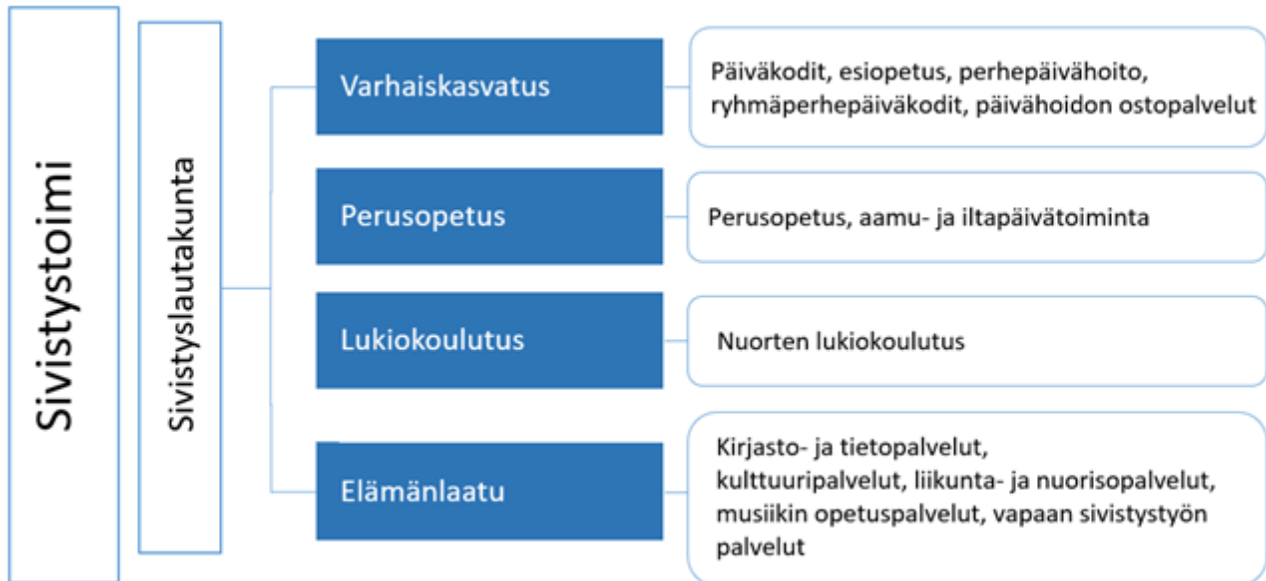 Sivistystoimi
Sivistyslautakunta
Varhaiskasvatus
Päiväkodit, esiopetus, perhepäivähoito,
ryhmäperhepäiväkodit, päivähoidon ostopalvelut
Perusopetus
Perusopetus, aamu- ja iltapäivätoiminta
Lukiokoulutus
Nuorten lukiokoulutus
Elämänlaatu
Kirjasto- ja tietopalvelut,
kulttuuripalvelut, liikunta- ja nuorisopalvelut,
musiikin opetuspalvelut, vapaan sivistystyön
palvelut